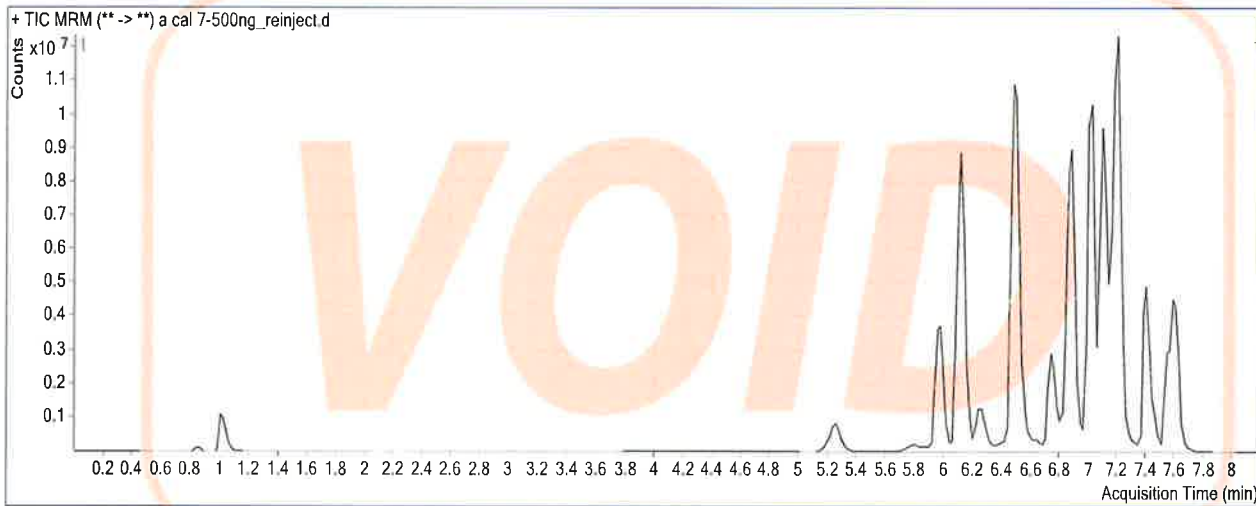 + TIC MRM (** -> **) a cal 7-500ng_reinject.d
Counts
x10 7
1.1
1
0.9
0.8
0.7
0.6
0.5
0.4
0.3
0.2
0.1
VOID
0.2 0.4 0.6 0.8 1 1.2 1.4 1.6 1.8 2 2.2 2.4 2.6 2.8 3 3.2 3.4 3.6 3.8 4 4.2 4.4 4.6 4.8 5 5.2 5.4 5.6 5.8 6 6.2 6.4 6.6 6.8 7 7.2 7.4 7.6 7.8 8
Acquisition Time (min)